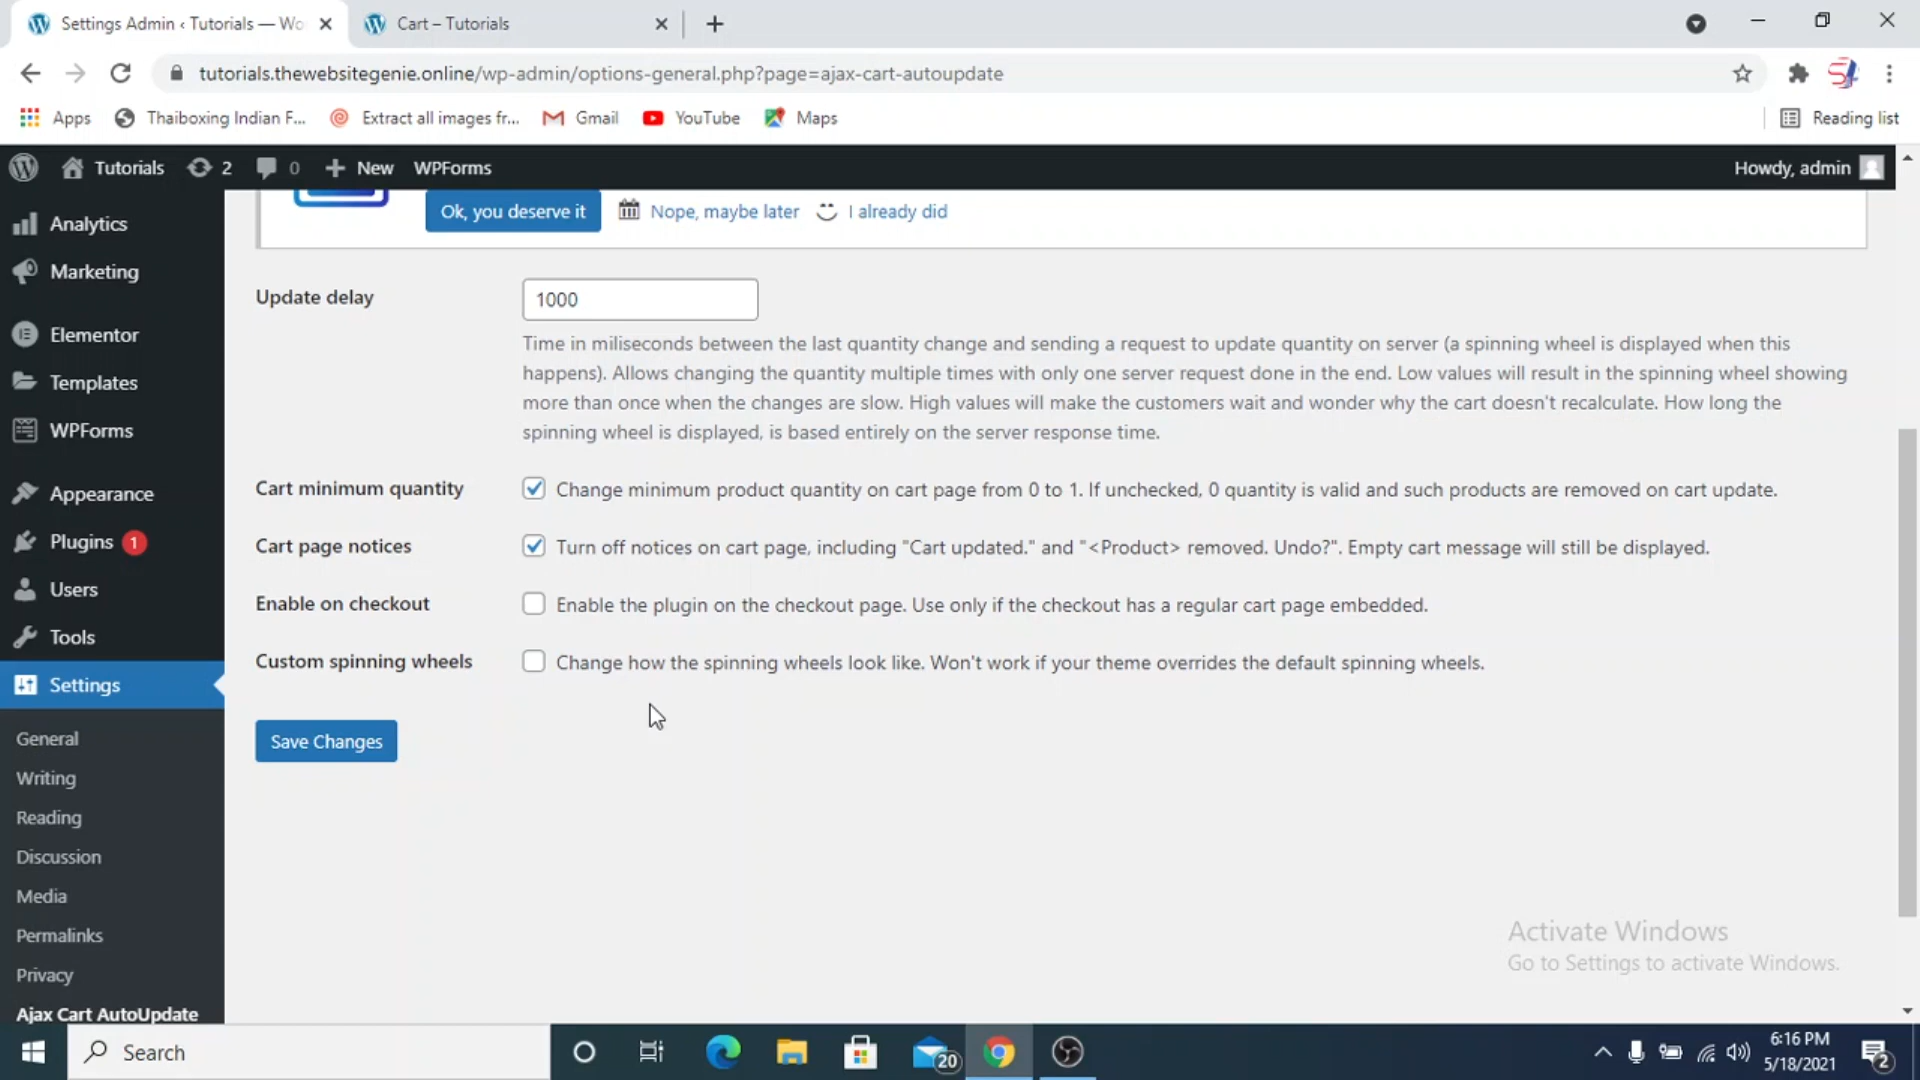 Settings Admin ‹ Tutorials — Wo
Cart – Tutorials
tutorials.thewebsitegenie.online/wp-admin/options-general.php?page=ajax-cart-autoupdate
Apps
Thaiboxing Indian F...
Extract all images fr...
Gmail
YouTube
Maps
Reading list
Tutorials
2
0
New
WPForms
Howdy, admin
Analytics
Marketing
Elementor
Templates
WPForms
Appearance
Plugins 1
Users
Tools
Settings
General
Writing
Reading
Discussion
Media
Permalinks
Privacy
Ajax Cart AutoUpdate
Ok, you deserve it
Nope, maybe later
I already did
Update delay
1000
Time in miliseconds between the last quantity change and sending a request to update quantity on server (a spinning wheel is displayed when this
happens). Allows changing the quantity multiple times with only one server request done in the end. Low values will result in the spinning wheel showing
more than once when the changes are slow. High values will make the customers wait and wonder why the cart doesn't recalculate. How long the
spinning wheel is displayed, is based entirely on the server response time.
Cart minimum quantity
Change minimum product quantity on cart page from 0 to 1. If unchecked, 0 quantity is valid and such products are removed on cart update.
Cart page notices
Turn off notices on cart page, including "Cart updated." and "<Product> removed. Undo?". Empty cart message will still be displayed.
Enable on checkout
Enable the plugin on the checkout page. Use only if the checkout has a regular cart page embedded.
Custom spinning wheels
Change how the spinning wheels look like. Won't work if your theme overrides the default spinning wheels.
Save Changes
Activate Windows
Go to Settings to activate Windows.
Search
20
6:16 PM
5/18/2021
2